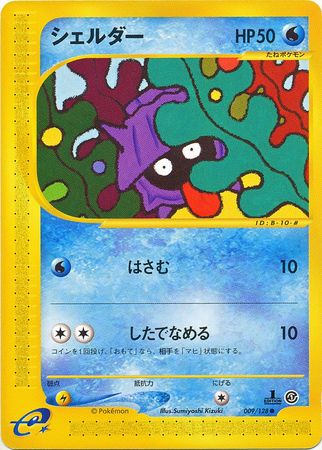 シェルダー HP50
たねポケモン
ID:B-10-#
はさむ 10
したでなめる 10
コインを1回投げ、「おもて」なら、相手を「マヒ」状態にする。
弱点 抵抗力 にげる
1 EDITION
e ©Pokémon Illus.Sumiyoshi Kizuki 009/128 ●